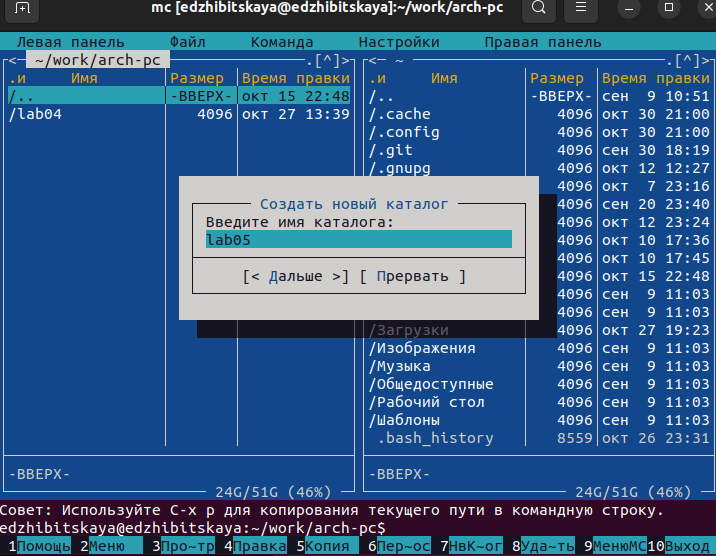 mc [edzhibitskaya@edzhibitskaya]:~/work/arch-pc
Левая панель Файл Команда Настройки Правая панель
<─ ~/work/arch-pc ─.[^]>
.и Имя Размер Время правки
/.. -ВВЕРХ- окт 15 22:48
/lab04 4096 окт 27 13:39
-ВВЕРХ-
24G/51G (46%)
<─ ~ ─.[^]>
.и Имя Размер Время правки
/.. -ВВЕРХ- сен 9 10:51
/.cache 4096 окт 30 21:00
/.config 4096 окт 30 21:00
/.git 4096 сен 30 18:19
/.gnupg 4096 окт 12 12:27
4096 окт 7 23:16
4096 сен 20 23:40
4096 окт 12 23:24
4096 окт 10 17:36
4096 окт 10 17:45
4096 окт 15 22:48
4096 сен 9 11:03
4096 сен 9 11:03
/Загрузки 4096 окт 27 19:23
/Изображения 4096 сен 9 11:03
/Музыка 4096 сен 9 11:03
/Общедоступные 4096 сен 9 11:03
/Рабочий стол 4096 сен 9 11:03
/Шаблоны 4096 сен 9 11:03
.bash_history 8559 окт 26 23:31
-ВВЕРХ-
24G/51G (46%)
Создать новый каталог
Введите имя каталога:
lab05
[< Дальше >] [ Прервать ]
Совет: Используйте C-x p для копирования текущего пути в командную строку.
edzhibitskaya@edzhibitskaya:~/work/arch-pc$
1Помощь 2Меню 3Про~тр 4Правка 5Копия 6Пер~ос 7НвК~ог 8Уда~ть 9МенюMC 10Выход